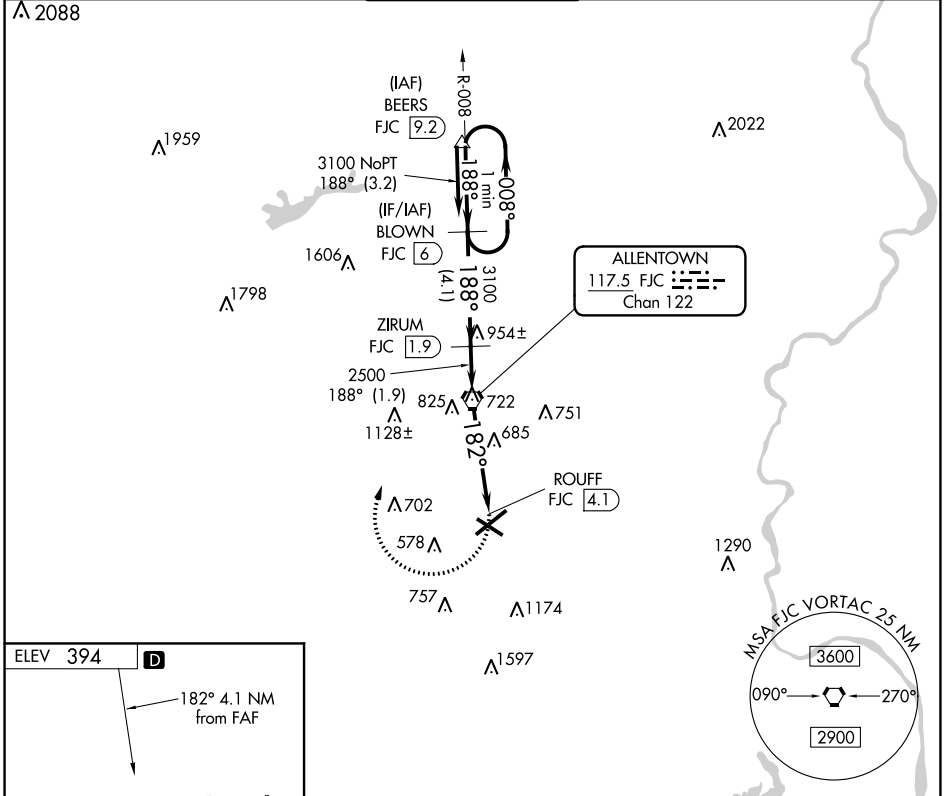 2088
1959
2022
(IAF)
BEERS
FJC 9.2
R-008
3100 NoPT
188° (3.2)
188°
1 min
008°
(IF/IAF)
BLOWN
FJC 6
1606
1798
3100
188°
(4.1)
ALLENTOWN
117.5 FJC
Chan 122
ZIRUM
FJC 1.9
954±
2500
188° (1.9)
825
722
751
1128±
685
182°
ROUFF
FJC 4.1
702
578
1290
757
1174
1597
MSA FJC VORTAC 25 NM
3600
090°
270°
2900
ELEV 394
D
182° 4.1 NM
from FAF